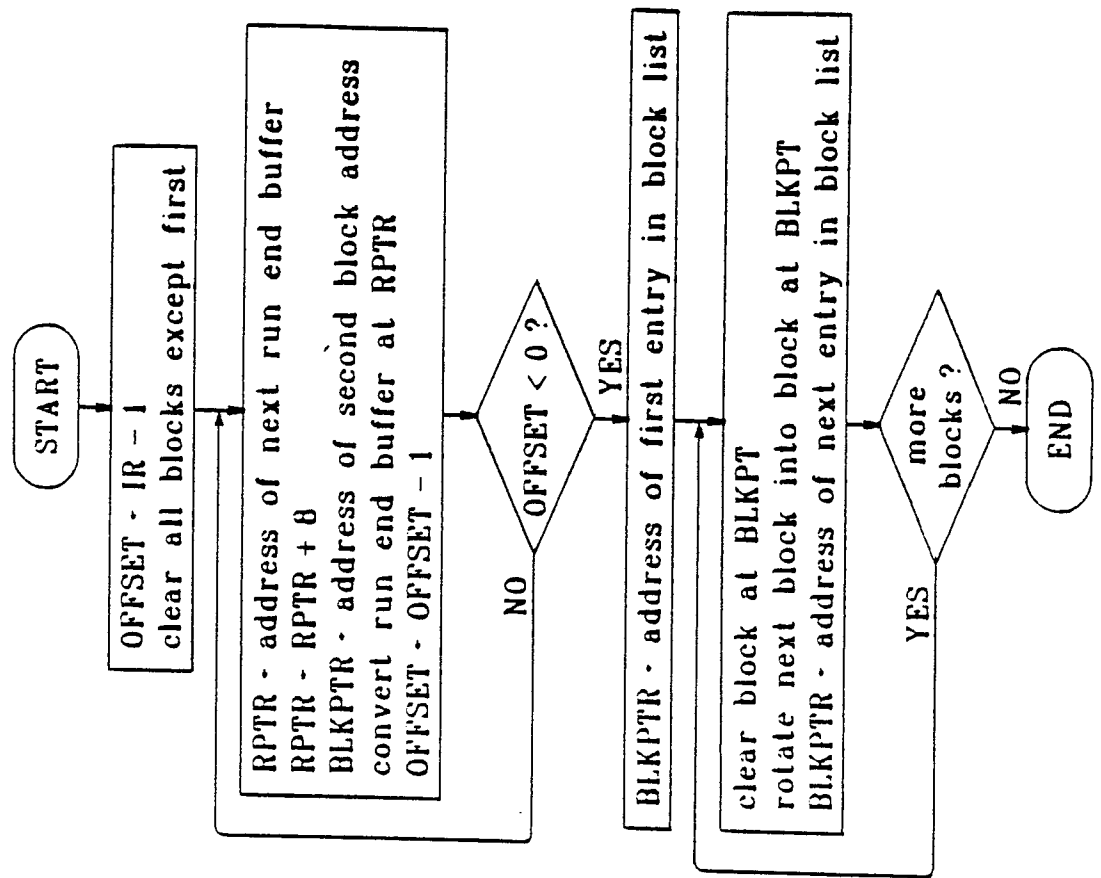 START
OFFSET - IR - 1
clear all blocks except first
RPTR - address of next run end buffer
RPTR - RPTR + 8
BLKPTR - address of second block address
convert run end buffer at RPTR
OFFSET - OFFSET - 1
OFFSET < 0 ?
NO
YES
BLKPTR - address of first entry in block list
clear block at BLKPT
rotate next block into block at BLKPT
BLKPTR - address of next entry in block list
more
blocks ?
YES
NO
END